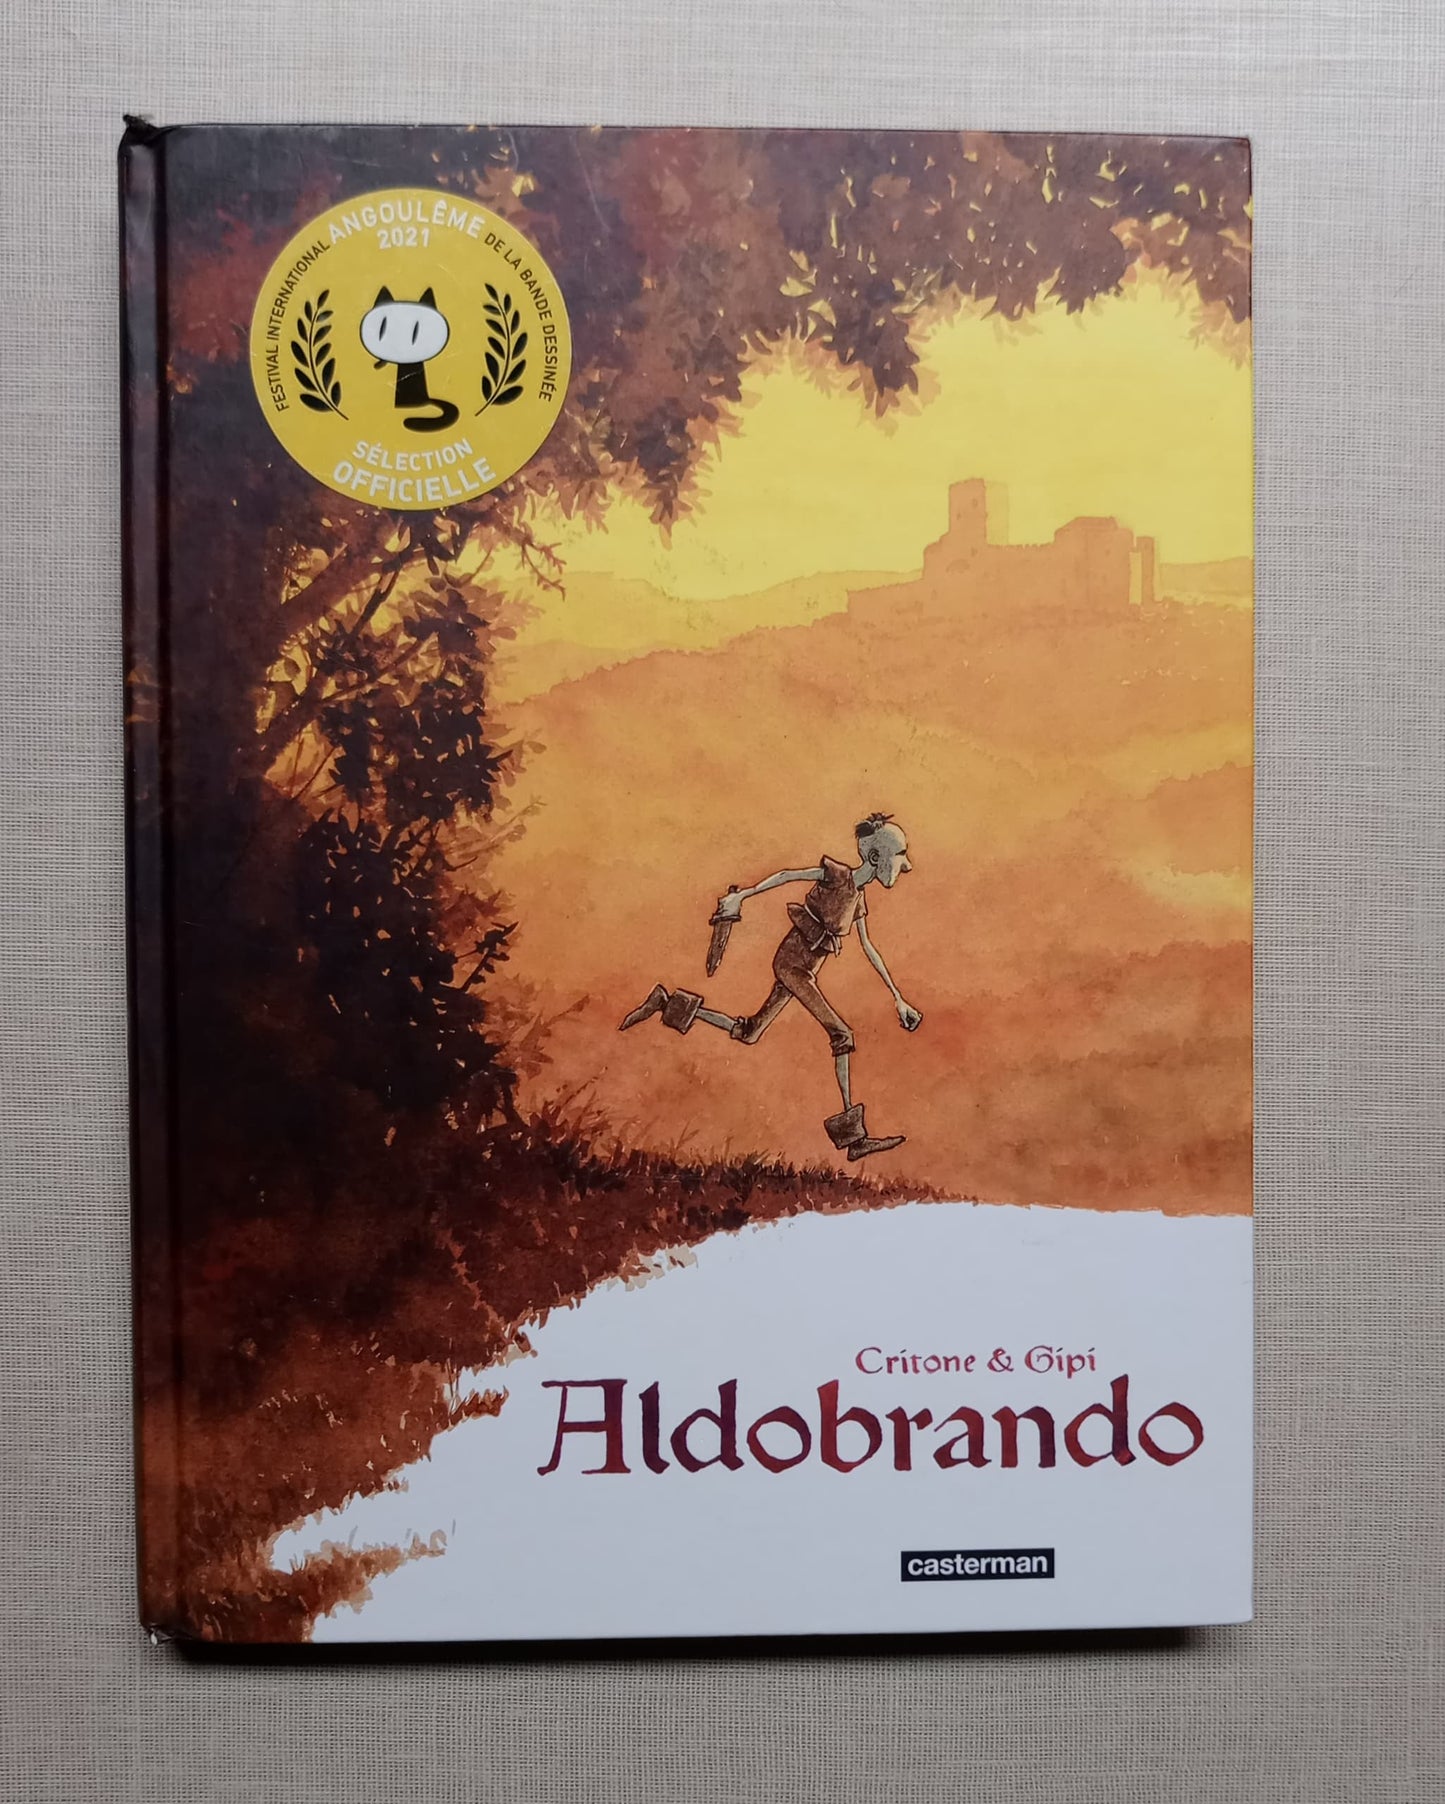 FESTIVAL INTERNATIONAL
ANGOULÊME
2021
DE LA BANDE DESSINÉE
SÉLECTION
OFFICIELLE
Critone & Gipi
Aldobrando
casterman